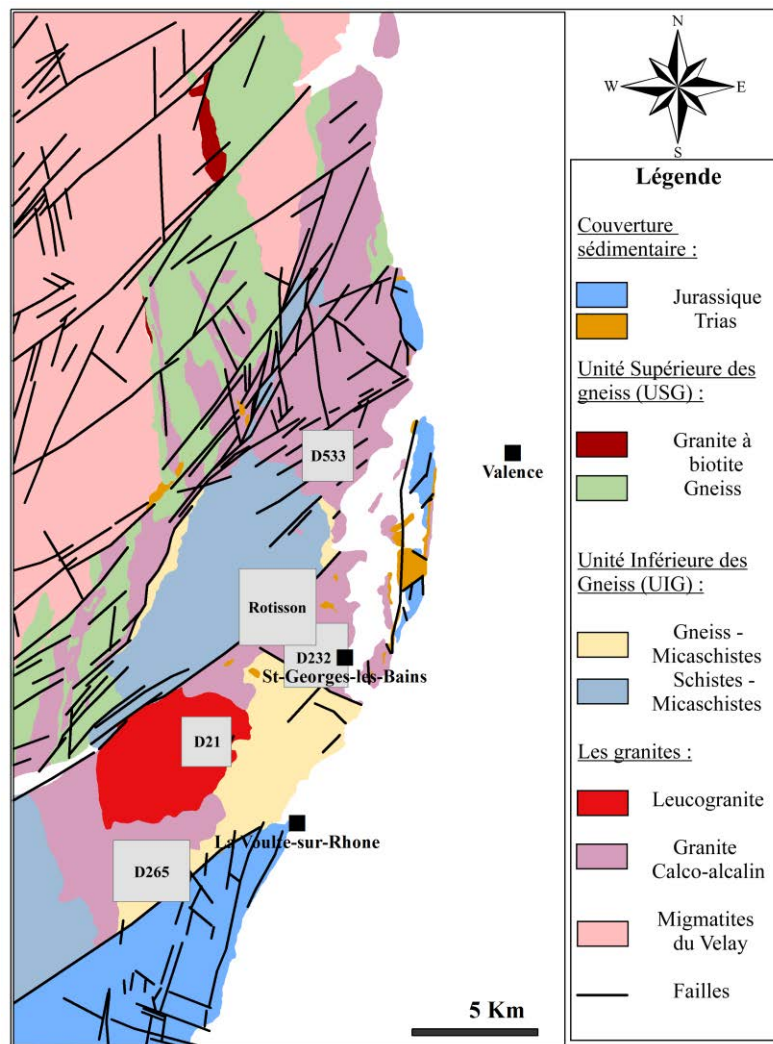 N
W
E
S
Légende
Couverture
sédimentaire :
Jurassique
Trias
Unité Supérieure des
gneiss (USG) :
Granite à
biotite
Gneiss
Unité Inférieure des
Gneiss (UIG) :
Gneiss -
Micaschistes
Schistes -
Micaschistes
Les granites :
Leucogranite
Granite
Calco-alcalin
Migmatites
du Velay
Failles
D533
Valence
Rotisson
D232
St-Georges-les-Bains
D21
La Voulte-sur-Rhone
D265
5 Km